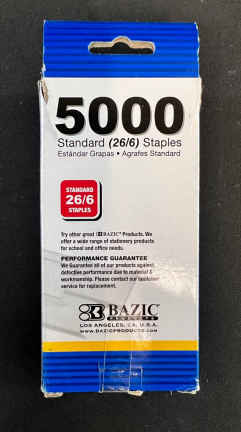 5000
Standard (26/6) Staples
Estándar Grapas • Agrafes Standard
STANDARD
26/6
STAPLES
Try other great BAZIC® Products. We
offer a wide range of stationery products
for school and office needs.
PERFORMANCE GUARANTEE
We Guarantee all of our products against
defective performance due to material &
workmanship. Please contact our customer
service for replacement.
BAZIC
PRODUCTS
LOS ANGELES, CA, U.S.A.
WWW.BAZICPRODUCTS.COM